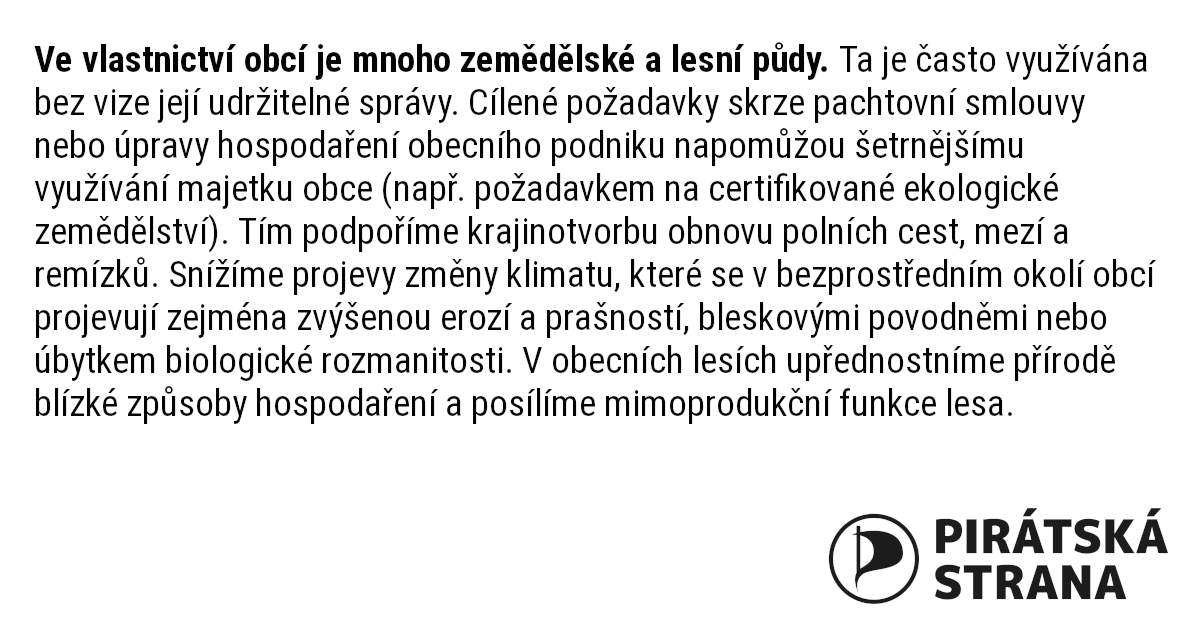 Ve vlastnictví obcí je mnoho zemědělské a lesní půdy. Ta je často využívána
bez vize její udržitelné správy. Cílené požadavky skrze pachtovní smlouvy
nebo úpravy hospodaření obecního podniku napomůžou šetrnějšímu
využívání majetku obce (např. požadavkem na certifikované ekologické
zemědělství). Tím podpoříme krajinotvorbu obnovu polních cest, mezí a
remízků. Snížíme projevy změny klimatu, které se v bezprostředním okolí obcí
projevují zejména zvýšenou erozí a prašností, bleskovými povodněmi nebo
úbytkem biologické rozmanitosti. V obecních lesích upřednostníme přírodě
blízké způsoby hospodaření a posílíme mimoprodukční funkce lesa.
PIRÁTSKÁ
STRANA